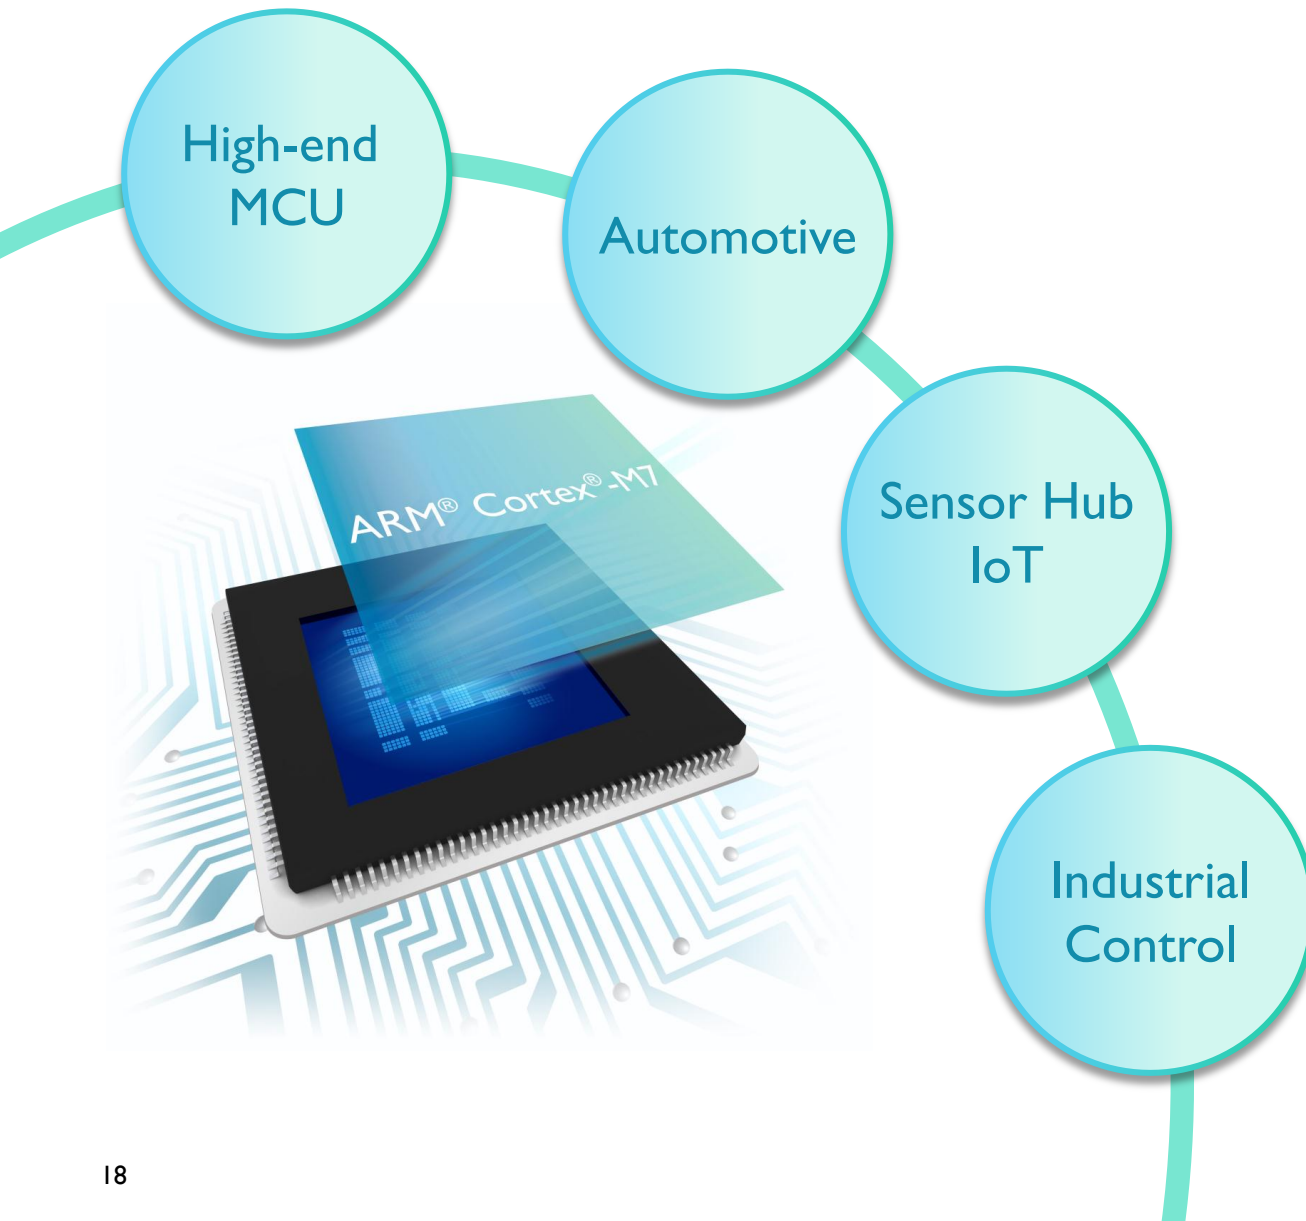 High-end
MCU
Automotive
Sensor Hub
IoT
ARM® Cortex®-M7
Industrial
Control
18